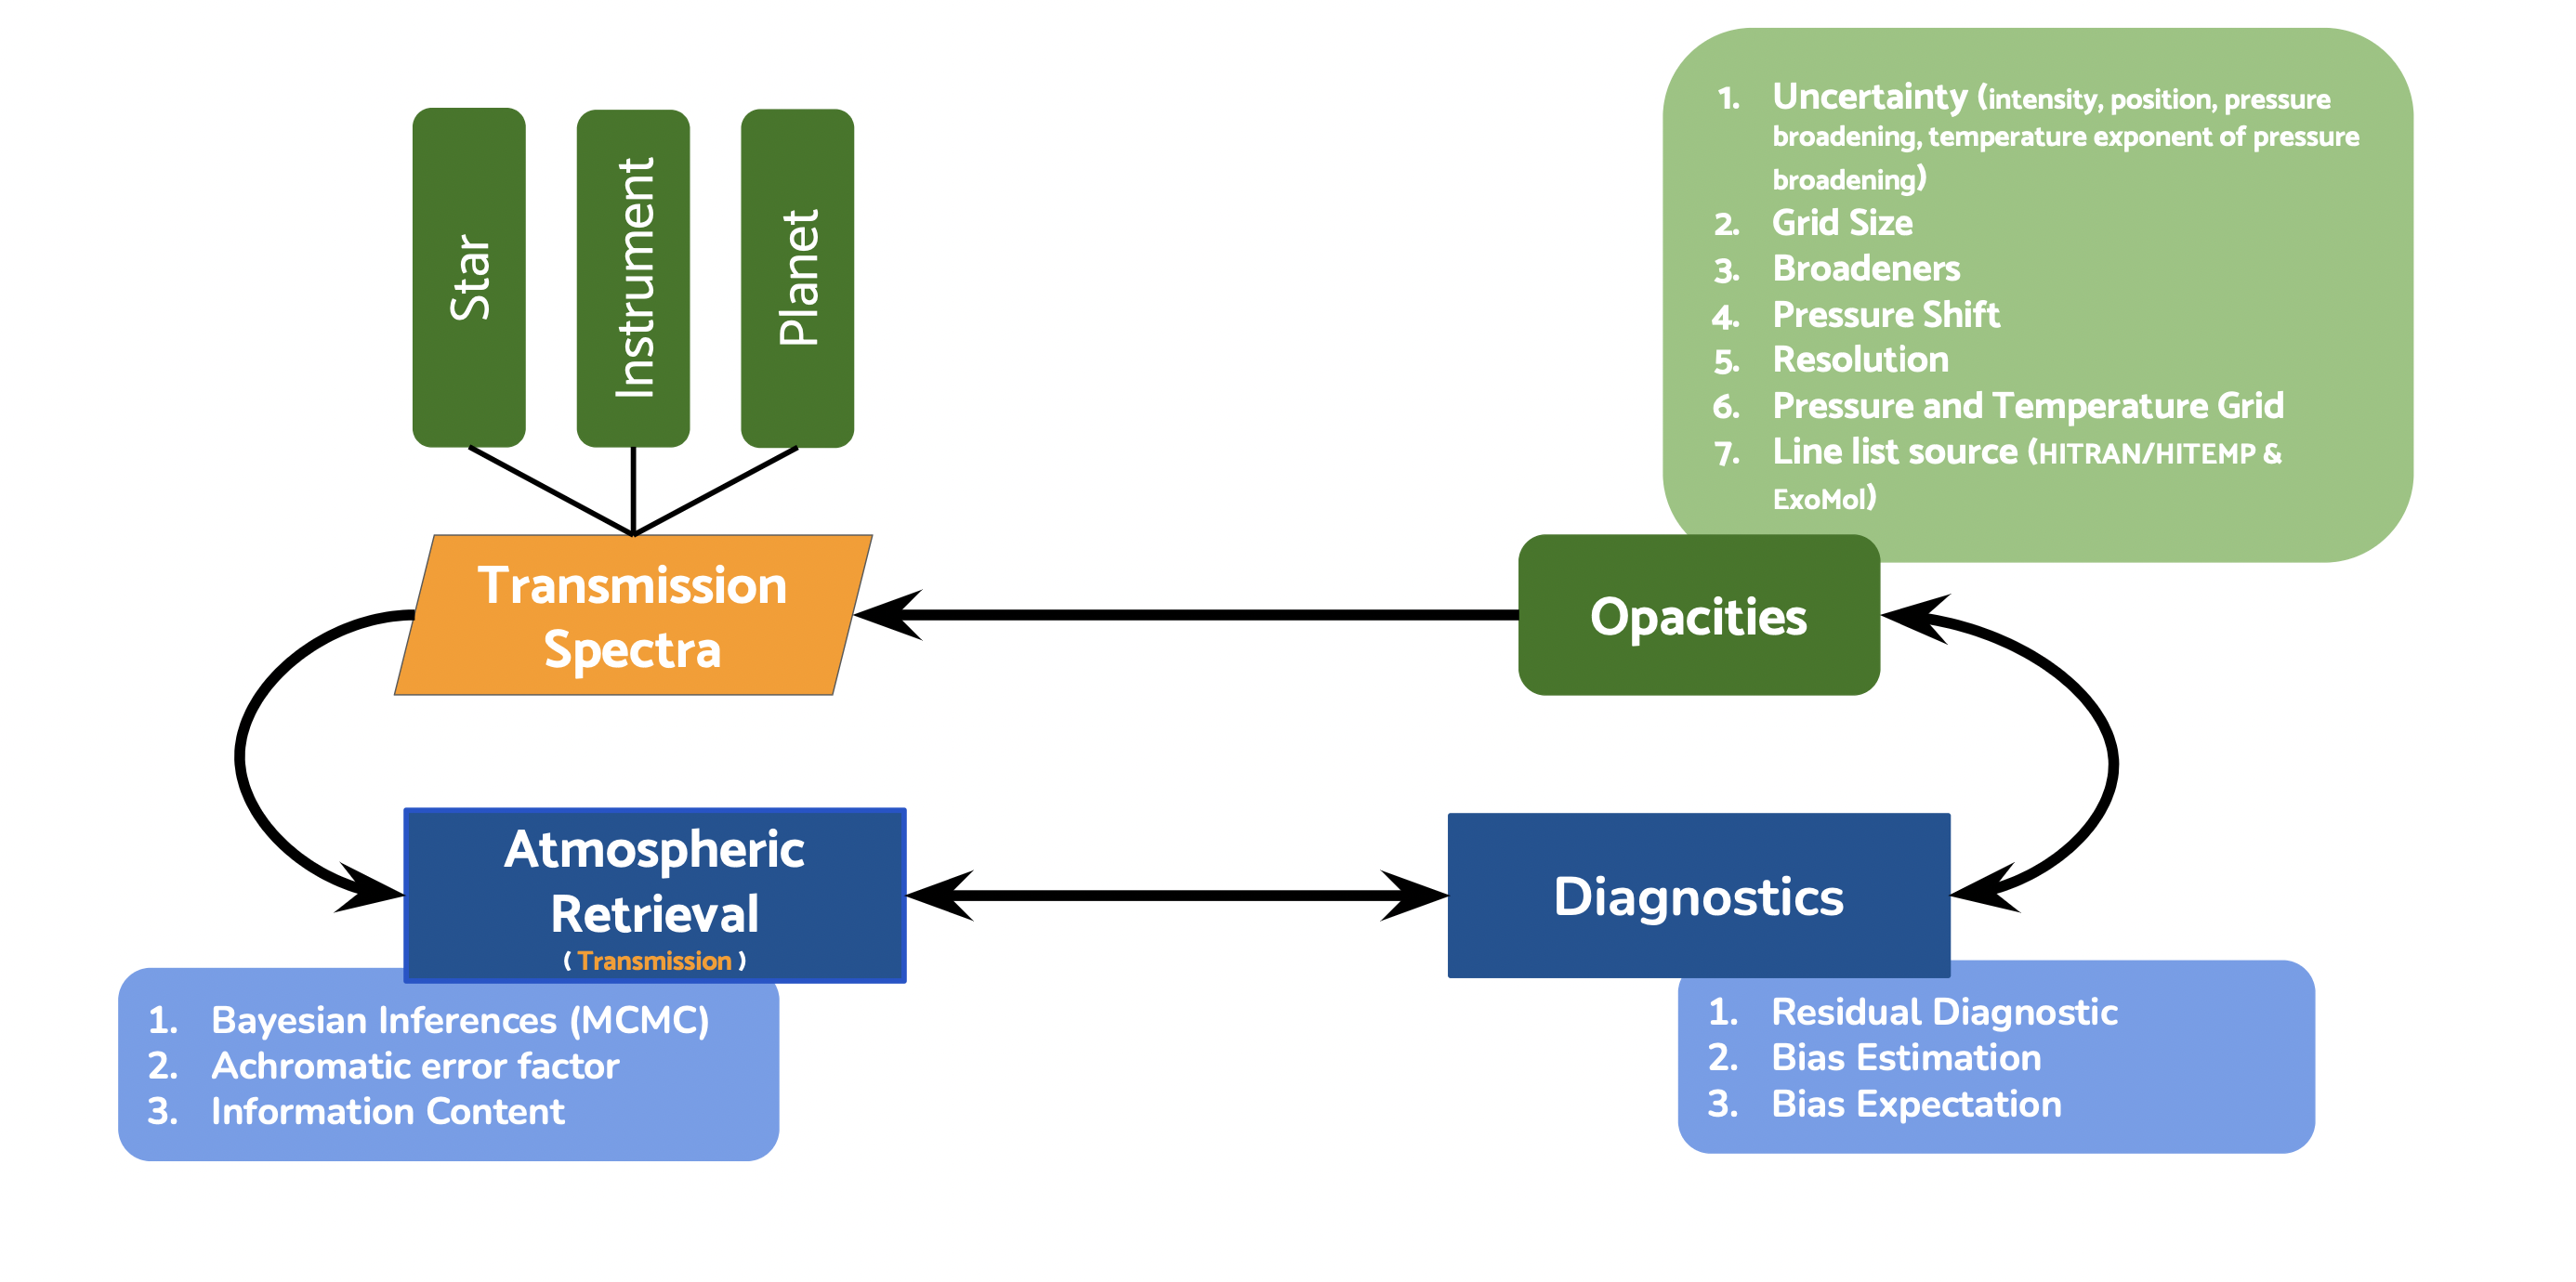 Star
Instrument
Planet
1. Uncertainty (intensity, position, pressure
broadening, temperature exponent of pressure
broadening)
2. Grid Size
3. Broadeners
4. Pressure Shift
5. Resolution
6. Pressure and Temperature Grid
7. Line list source (HITRAN/HITEMP &
ExoMol)
Transmission
Spectra
Opacities
Atmospheric
Retrieval
( Transmission )
Diagnostics
1. Bayesian Inferences (MCMC)
2. Achromatic error factor
3. Information Content
1. Residual Diagnostic
2. Bias Estimation
3. Bias Expectation